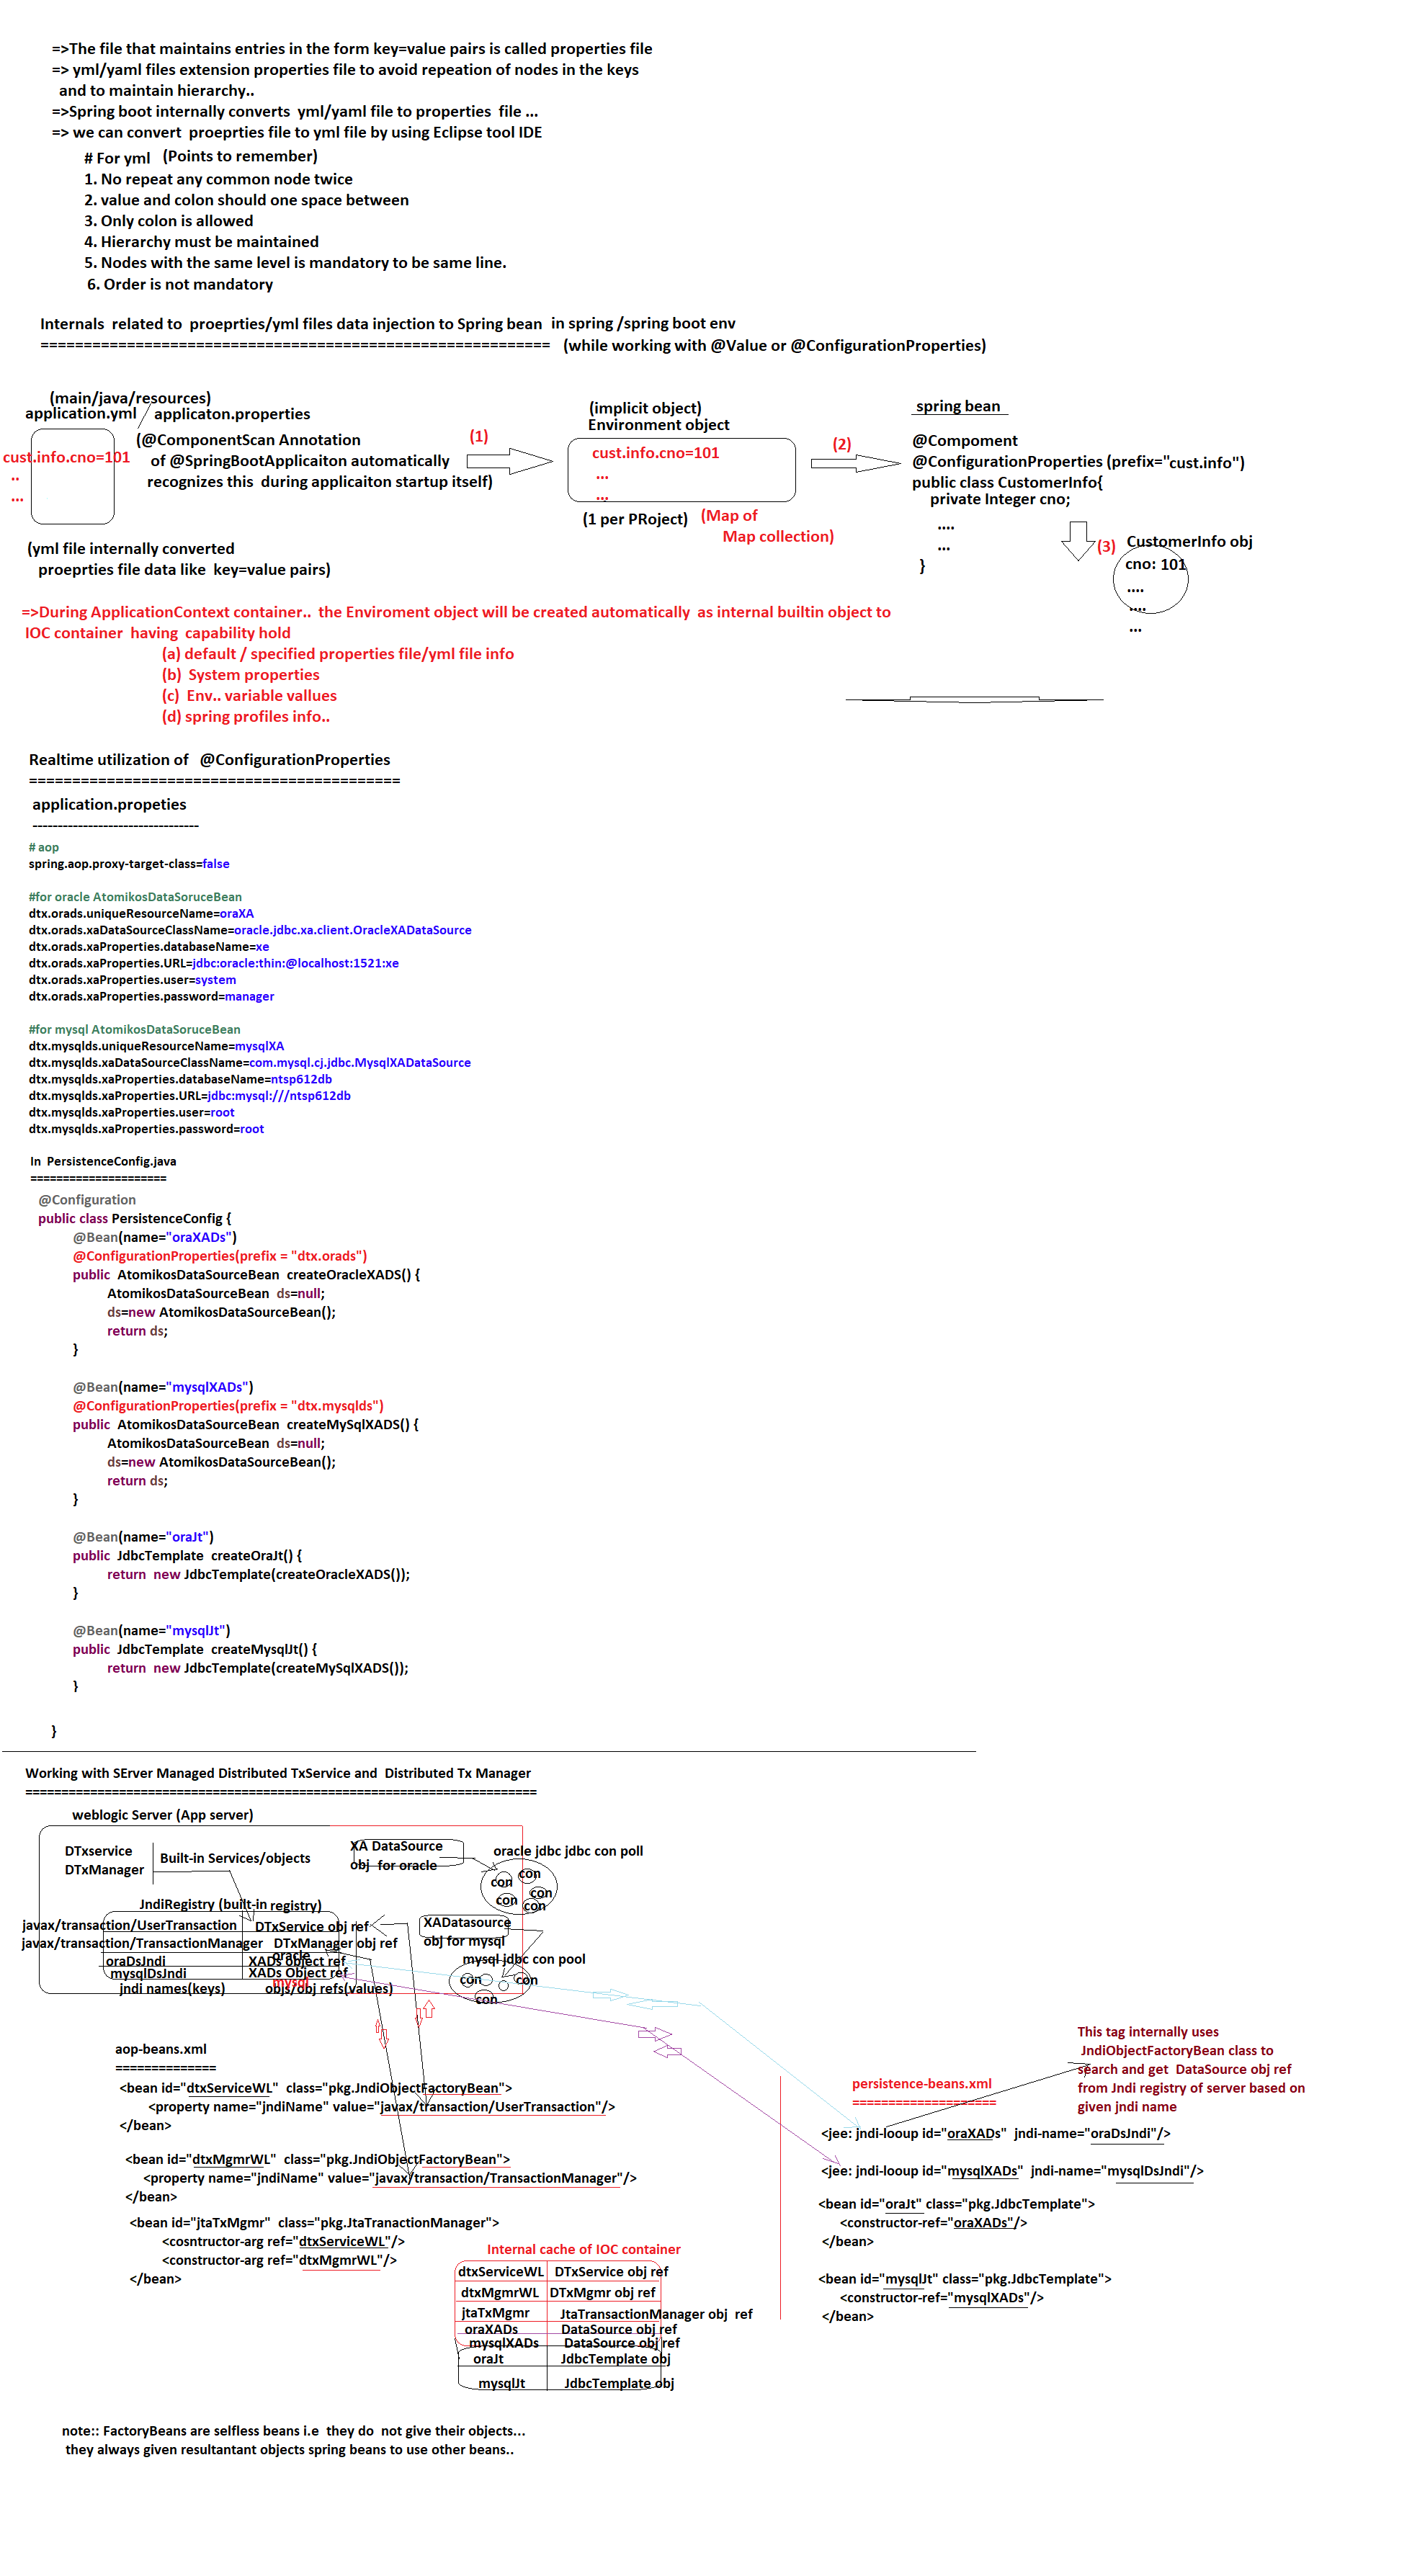 =>The file that maintains entries in the form key=value pairs is called properties file
=> yml/yaml files extension properties file to avoid repeation of nodes in the keys
and to maintain hierarchy..
=>Spring boot internally converts yml/yaml file to properties file ...
=> we can convert proeprties file to yml file by using Eclipse tool IDE
# For yml (Points to remember)
1. No repeat any common node twice
2. value and colon should one space between
3. Only colon is allowed
4. Hierarchy must be maintained
5. Nodes with the same level is mandatory to be same line.
6. Order is not mandatory
Internals related to proeprties/yml files data injection to Spring bean in spring /spring boot env
=========================================================== (while working with @Value or @ConfigurationProperties)
(main/java/resources)
application.yml / applicaton.properties
cust.info.cno=101
..
...
(@ComponentScan Annotation
of @SpringBootApplicaiton automatically
recognizes this during applicaiton startup itself)
(1)
(implicit object)
Environment object
cust.info.cno=101
...
...
(1 per PRoject) (Map of
Map collection)
(2)
spring bean
@Compoment
@ConfigurationProperties (prefix="cust.info")
public class CustomerInfo{
private Integer cno;
....
...
}
(3)
CustomerInfo obj
cno: 101
....
....
...
(yml file internally converted
proeprties file data like key=value pairs)
=>During ApplicationContext container.. the Enviroment object will be created automatically as internal builtin object to
IOC container having capability hold
(a) default / specified properties file/yml file info
(b) System properties
(c) Env.. variable vallues
(d) spring profiles info..
Realtime utilization of @ConfigurationProperties
===========================================
application.propeties
---------------------------------
# aop
spring.aop.proxy-target-class=false
#for oracle AtomikosDataSoruceBean
dtx.orads.uniqueResourceName=oraXA
dtx.orads.xaDataSourceClassName=oracle.jdbc.xa.client.OracleXADataSource
dtx.orads.xaProperties.databaseName=xe
dtx.orads.xaProperties.URL=jdbc:oracle:thin:@localhost:1521:xe
dtx.orads.xaProperties.user=system
dtx.orads.xaProperties.password=manager
#for mysql AtomikosDataSoruceBean
dtx.mysqlds.uniqueResourceName=mysqlXA
dtx.mysqlds.xaDataSourceClassName=com.mysql.cj.jdbc.MysqlXADataSource
dtx.mysqlds.xaProperties.databaseName=ntsp612db
dtx.mysqlds.xaProperties.URL=jdbc:mysql:///ntsp612db
dtx.mysqlds.xaProperties.user=root
dtx.mysqlds.xaProperties.password=root
In PersistenceConfig.java
=====================
@Configuration
public class PersistenceConfig {
@Bean(name="oraXADs")
@ConfigurationProperties(prefix = "dtx.orads")
public AtomikosDataSourceBean createOracleXADS() {
AtomikosDataSourceBean ds=null;
ds=new AtomikosDataSourceBean();
return ds;
}
@Bean(name="mysqlXADs")
@ConfigurationProperties(prefix = "dtx.mysqlds")
public AtomikosDataSourceBean createMySqlXADS() {
AtomikosDataSourceBean ds=null;
ds=new AtomikosDataSourceBean();
return ds;
}
@Bean(name="oraJt")
public JdbcTemplate createOraJt() {
return new JdbcTemplate(createOracleXADS());
}
@Bean(name="mysqlJt")
public JdbcTemplate createMysqlJt() {
return new JdbcTemplate(createMySqlXADS());
}
}
Working with SErver Managed Distributed TxService and Distributed Tx Manager
=======================================================================
weblogic Server (App server)
DTxservice
DTxManager
Built-in Services/objects
XA DataSource
obj for oracle
oracle jdbc jdbc con poll
con
con
con
con
con
JndiRegistry (built-in registry)
javax/transaction/UserTransaction DTxService obj ref
javax/transaction/TransactionManager DTxManager obj ref
oracle
oraDsJndi XADs object ref
mysqlDsJndi XADs Object ref
mysql
jndi names(keys) objs/obj refs(values)
XADatasource
obj for mysql
mysql jdbc con pool
con
con
con
aop-beans.xml
==============
<bean id="dtxServiceWL" class="pkg.JndiObjectFactoryBean">
<property name="jndiName" value="javax/transaction/UserTransaction"/>
</bean>
<bean id="dtxMgmrWL" class="pkg.JndiObjectFactoryBean">
<property name="jndiName" value="javax/transaction/TransactionManager"/>
</bean>
<bean id="jtaTxMgmr" class="pkg.JtaTranactionManager">
<cosntructor-arg ref="dtxServiceWL"/>
<constructor-arg ref="dtxMgmrWL"/>
</bean>
This tag internally uses
JndiObjectFactoryBean class to
search and get DataSource obj ref
from Jndi registry of server based on
given jndi name
persistence-beans.xml
====================
<jee: jndi-looup id="oraXADs" jndi-name="oraDsJndi"/>
<jee: jndi-looup id="mysqlXADs" jndi-name="mysqlDsJndi"/>
<bean id="oraJt" class="pkg.JdbcTemplate">
<constructor-ref="oraXADs"/>
</bean>
<bean id="mysqlJt" class="pkg.JdbcTemplate">
<constructor-ref="mysqlXADs"/>
</bean>
Internal cache of IOC container
dtxServiceWL DTxService obj ref
dtxMgmrWL DTxMgmr obj ref
jtaTxMgmr JtaTransactionManager obj ref
oraXADs DataSource obj ref
mysqlXADs DataSource obj ref
oraJt JdbcTemplate obj
mysqlJt JdbcTemplate obj
note:: FactoryBeans are selfless beans i.e they do not give their objects...
they always given resultantant objects spring beans to use other beans..